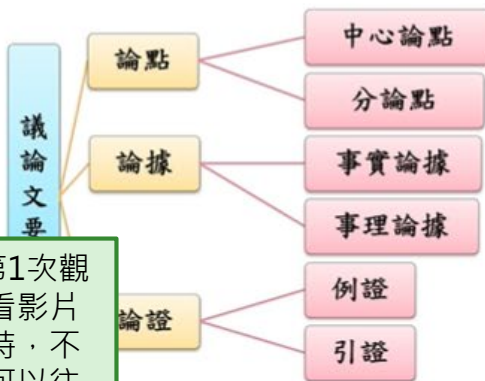 議論文要
論點
中心論點
分論點
論據
事實論據
事理論據
論證
例證
引證
第1次觀
看影片
時，不
可以往